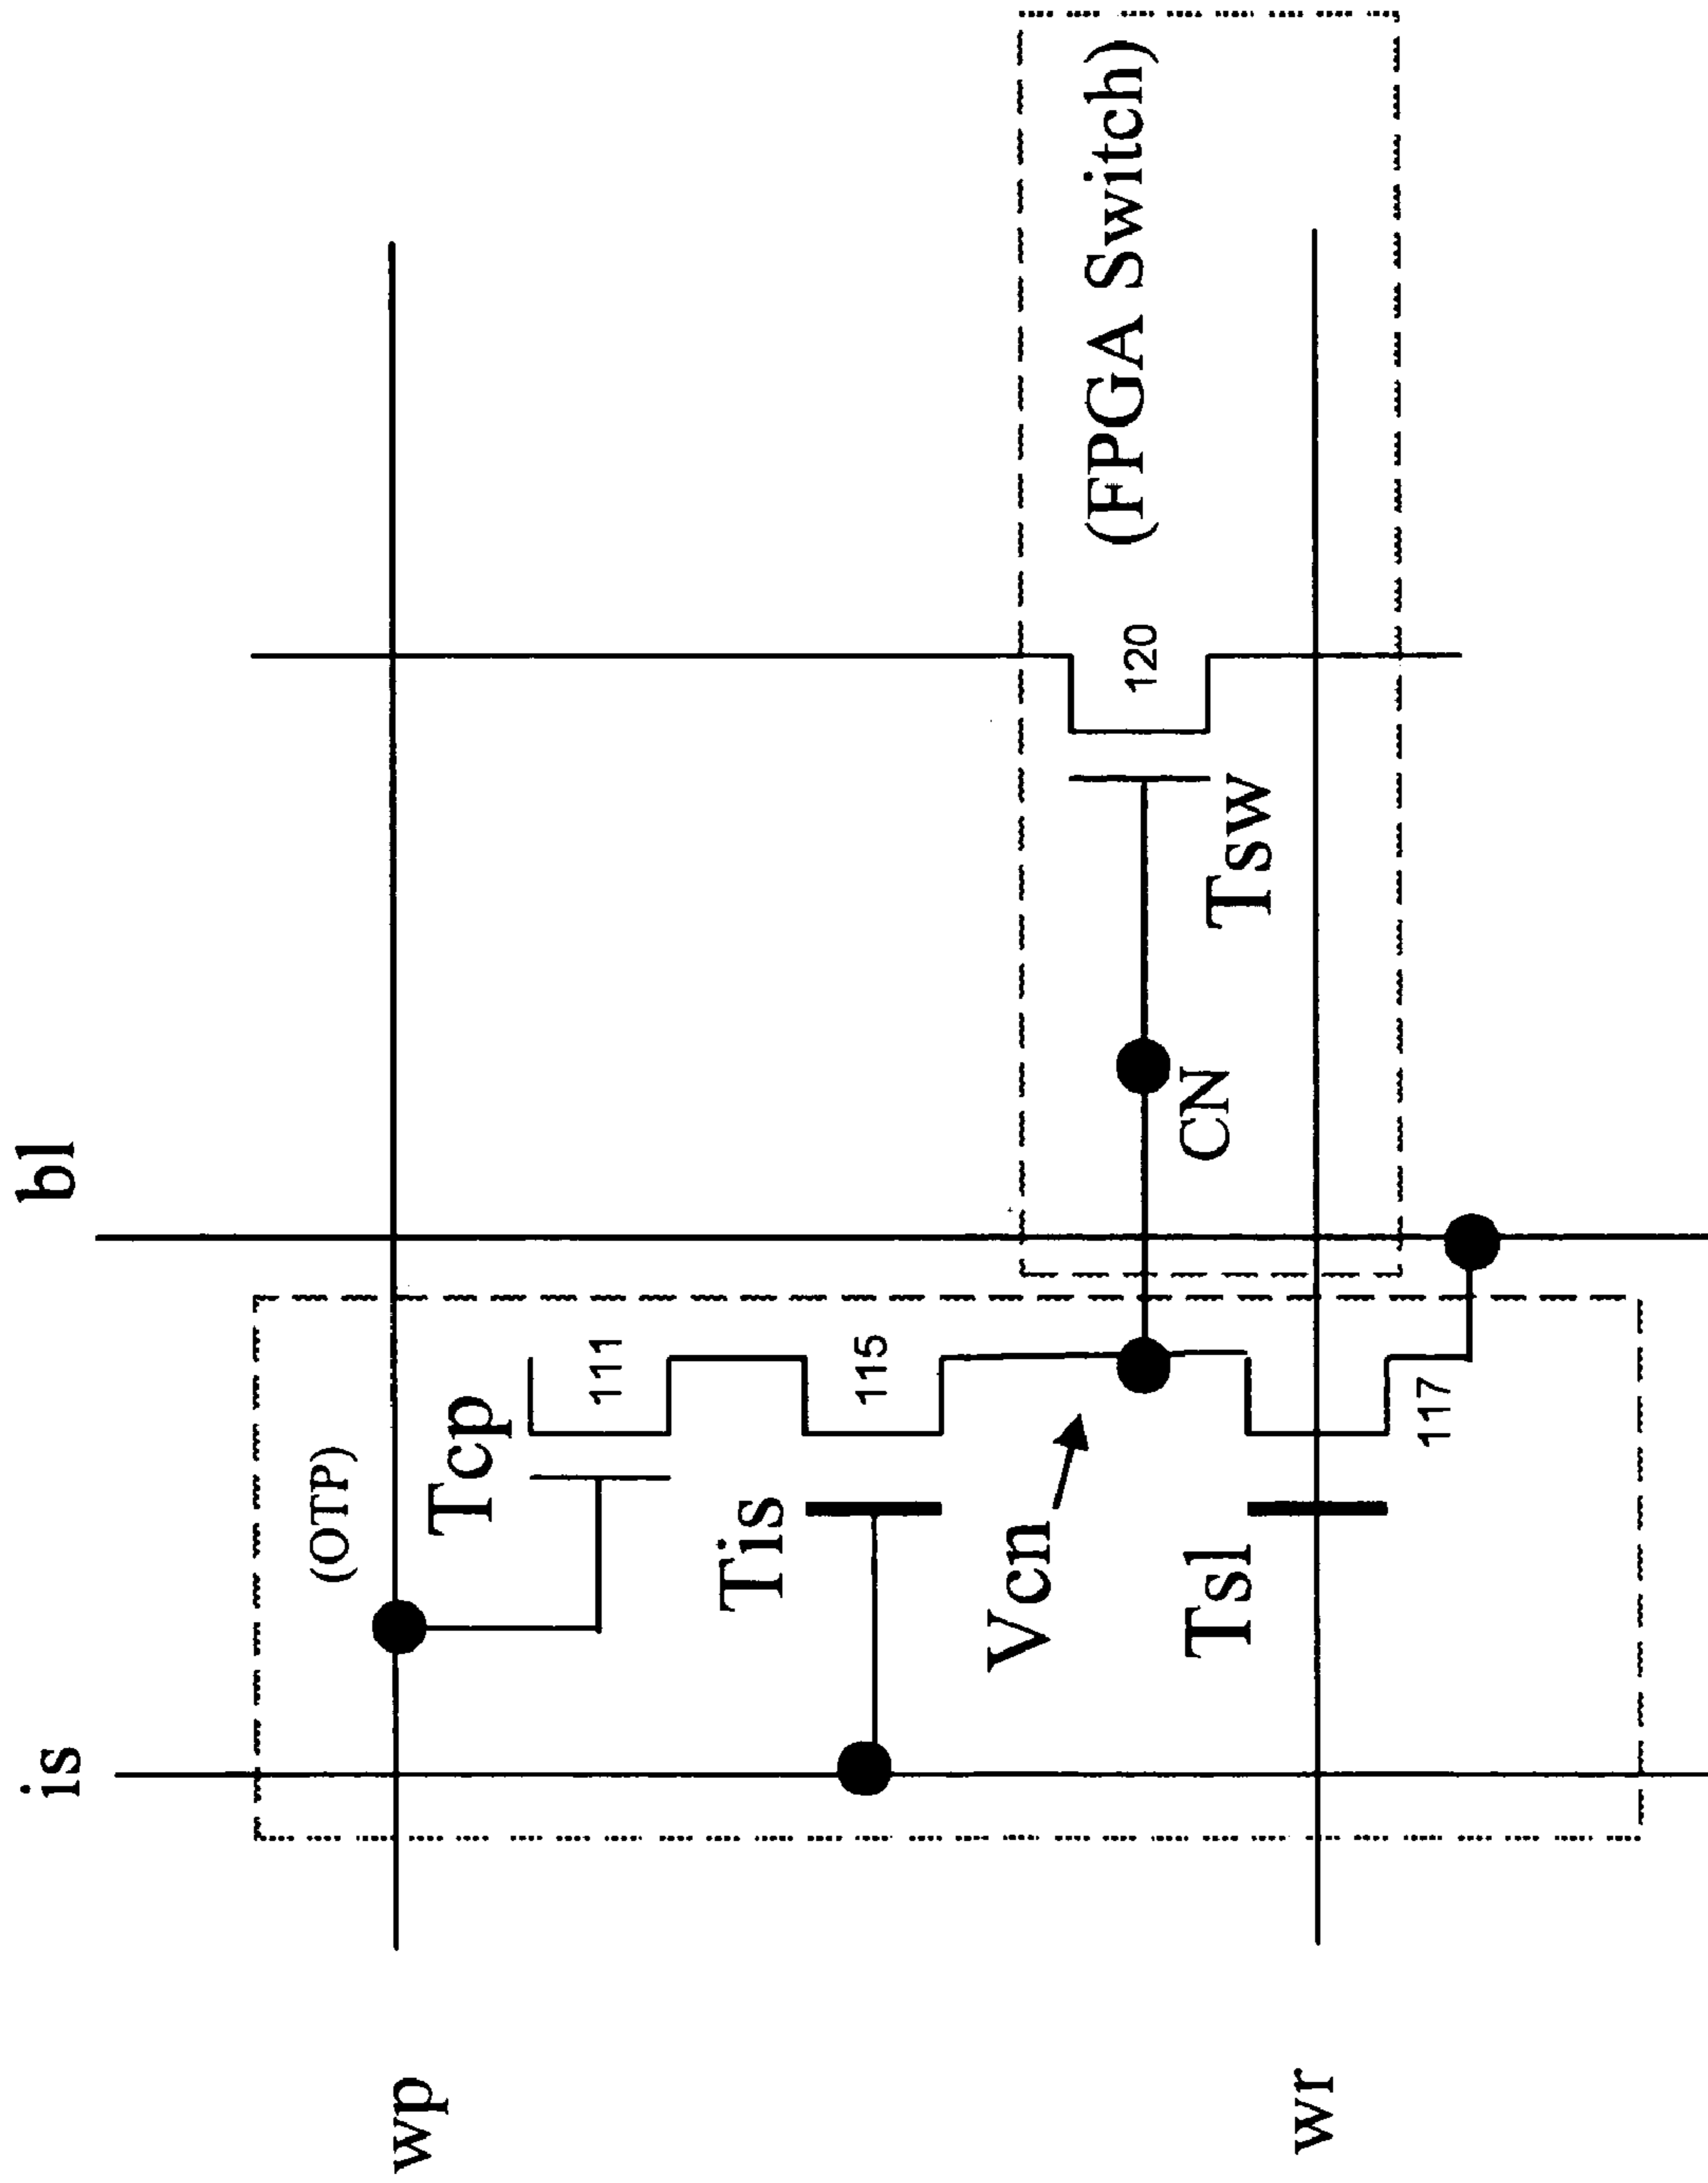 is
bl
wp
(OTP)
Tcp
111
Tis
115
Vcn
CN
Tsl
117
wr
Tsw
120
(FPGA Switch)